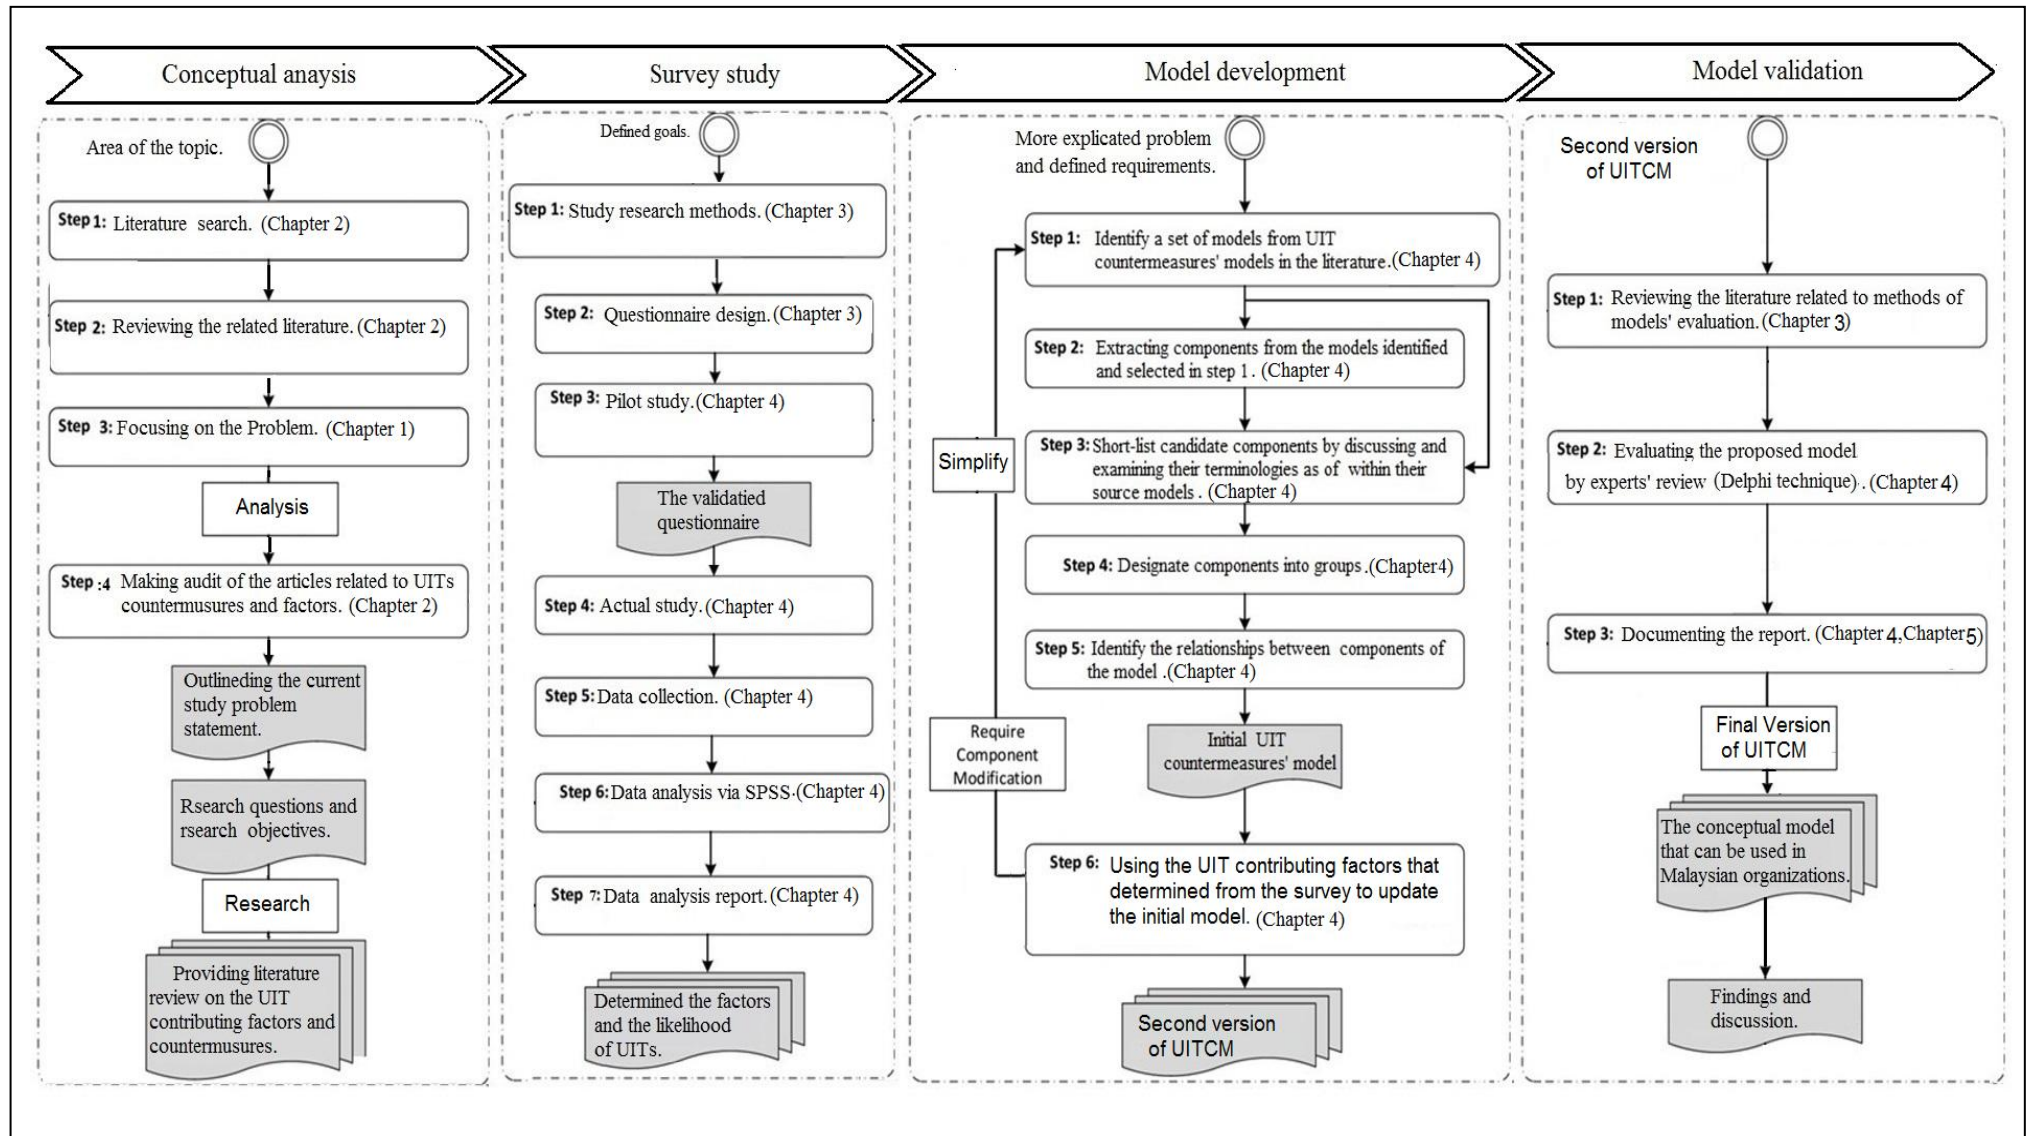 Conceptual anaysis
Survey study
Model development
Model validation
Area of the topic.
Step 1: Literature search. (Chapter 2)
Step 2: Reviewing the related literature. (Chapter 2)
Step 3: Focusing on the Problem. (Chapter 1)
Analysis
Step :4 Making audit of the articles related to UITs
countermusures and factors. (Chapter 2)
Outlineding the current
study problem
statement.
Rsearch questions and
rsearch objectives.
Research
Providing literature
review on the UIT
contributing factors and
countermusures.
Defined goals.
Step 1: Study research methods. (Chapter 3)
Step 2: Questionnaire design. (Chapter 3)
Step 3: Pilot study. (Chapter 4)
The validatied
questionnaire
Step 4: Actual study. (Chapter 4)
Step 5: Data collection. (Chapter 4)
Step 6: Data analysis via SPSS. (Chapter 4)
Step 7: Data analysis report. (Chapter 4)
Determined the factors
and the likelihood
of UITs.
More explicated problem
and defined requirements.
Step 1: Identify a set of models from UIT
countermeasures' models in the literature. (Chapter 4)
Step 2: Extracting components from the models identified
and selected in step 1. (Chapter 4)
Simplify
Step 3: Short-list candidate components by discussing and
examining their terminologies as of within their
source models . (Chapter 4)
Step 4: Designate components into groups .(Chapter4)
Step 5: Identify the relationships between components of
the model .(Chapter 4)
Require
Component
Modification
Initial UIT
countermeasures' model
Step 6: Using the UIT contributing factors that
determined from the survey to update
the initial model. (Chapter 4)
Second version
of UITCM
Second version
of UITCM
Step 1: Reviewing the literature related to methods of
models' evaluation. (Chapter 3)
Step 2: Evaluating the proposed model
by experts' review (Delphi technique). . (Chapter 4)
Step 3: Documenting the report. (Chapter 4,Chapter5)
Final Version
of UITCM
The conceptual model
that can be used in
Malaysian organizations.
Findings and
discussion.